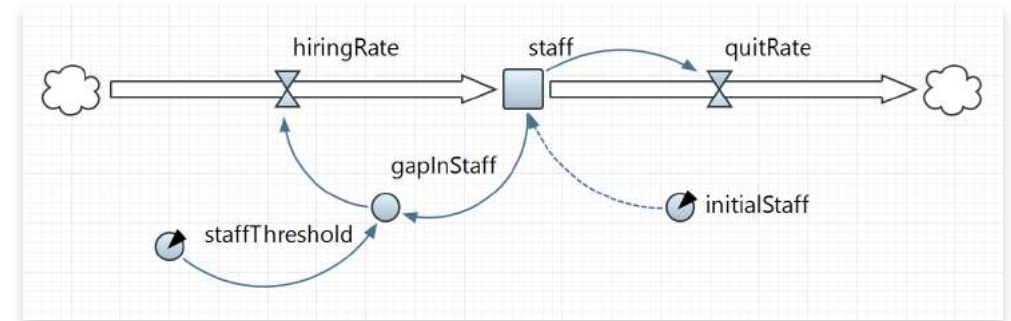 hiringRate
staff
quitRate
gapInStaff
initialStaff
staffThreshold